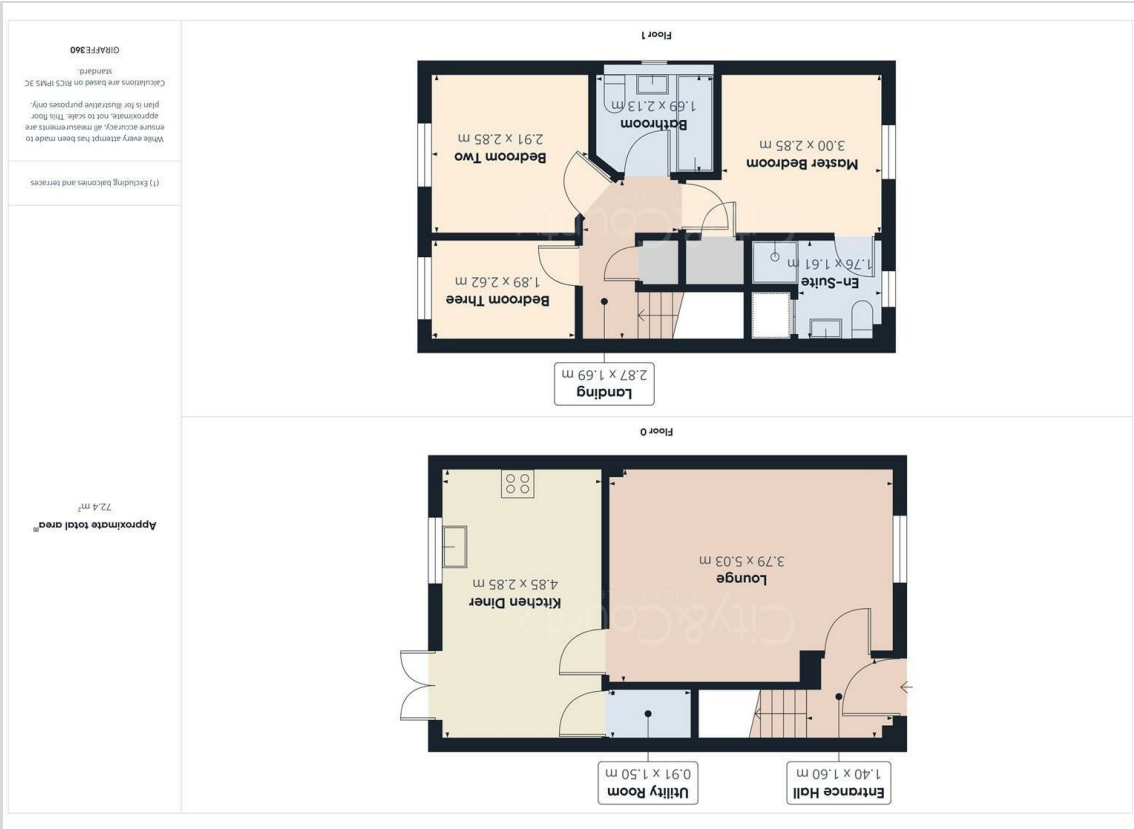 Entrance Hall
1.40 x 1.60 m
Utility Room
0.91 x 1.50 m
Lounge
3.79 x 5.03 m
Kitchen Diner
4.85 x 2.85 m
City&County
Floor 0
Landing
2.87 x 1.69 m
En-Suite
1.76 x 1.61 m
Bedroom Three
1.89 x 2.62 m
City&County
Master Bedroom
3.00 x 2.85 m
Bathroom
1.69 x 2.13 m
Bedroom Two
2.91 x 2.85 m
Floor 1
Approximate total area(1)
72.4 m²
(1) Excluding balconies and terraces
While every attempt has been made to
ensure accuracy, all measurements are
approximate, not to scale. This floor
plan is for illustrative purposes only.
Calculations are based on RICS IPMS 3C
standard.
GIRAFFE360